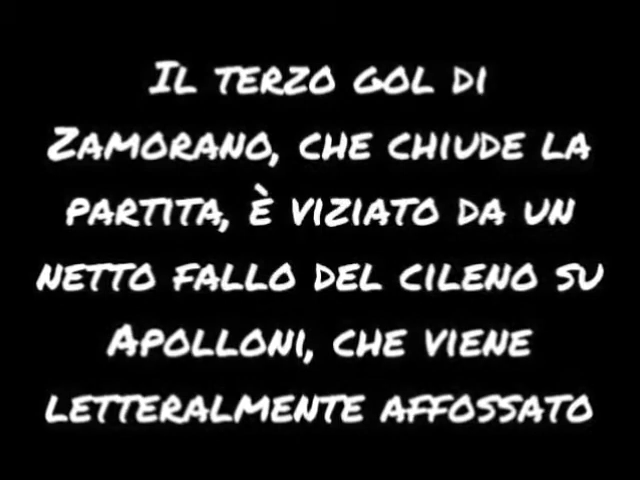 Il terzo gol di
Zamorano, che chiude la
partita, è viziato da un
netto fallo del cileno su
Apolloni, che viene
letteralmente affossato